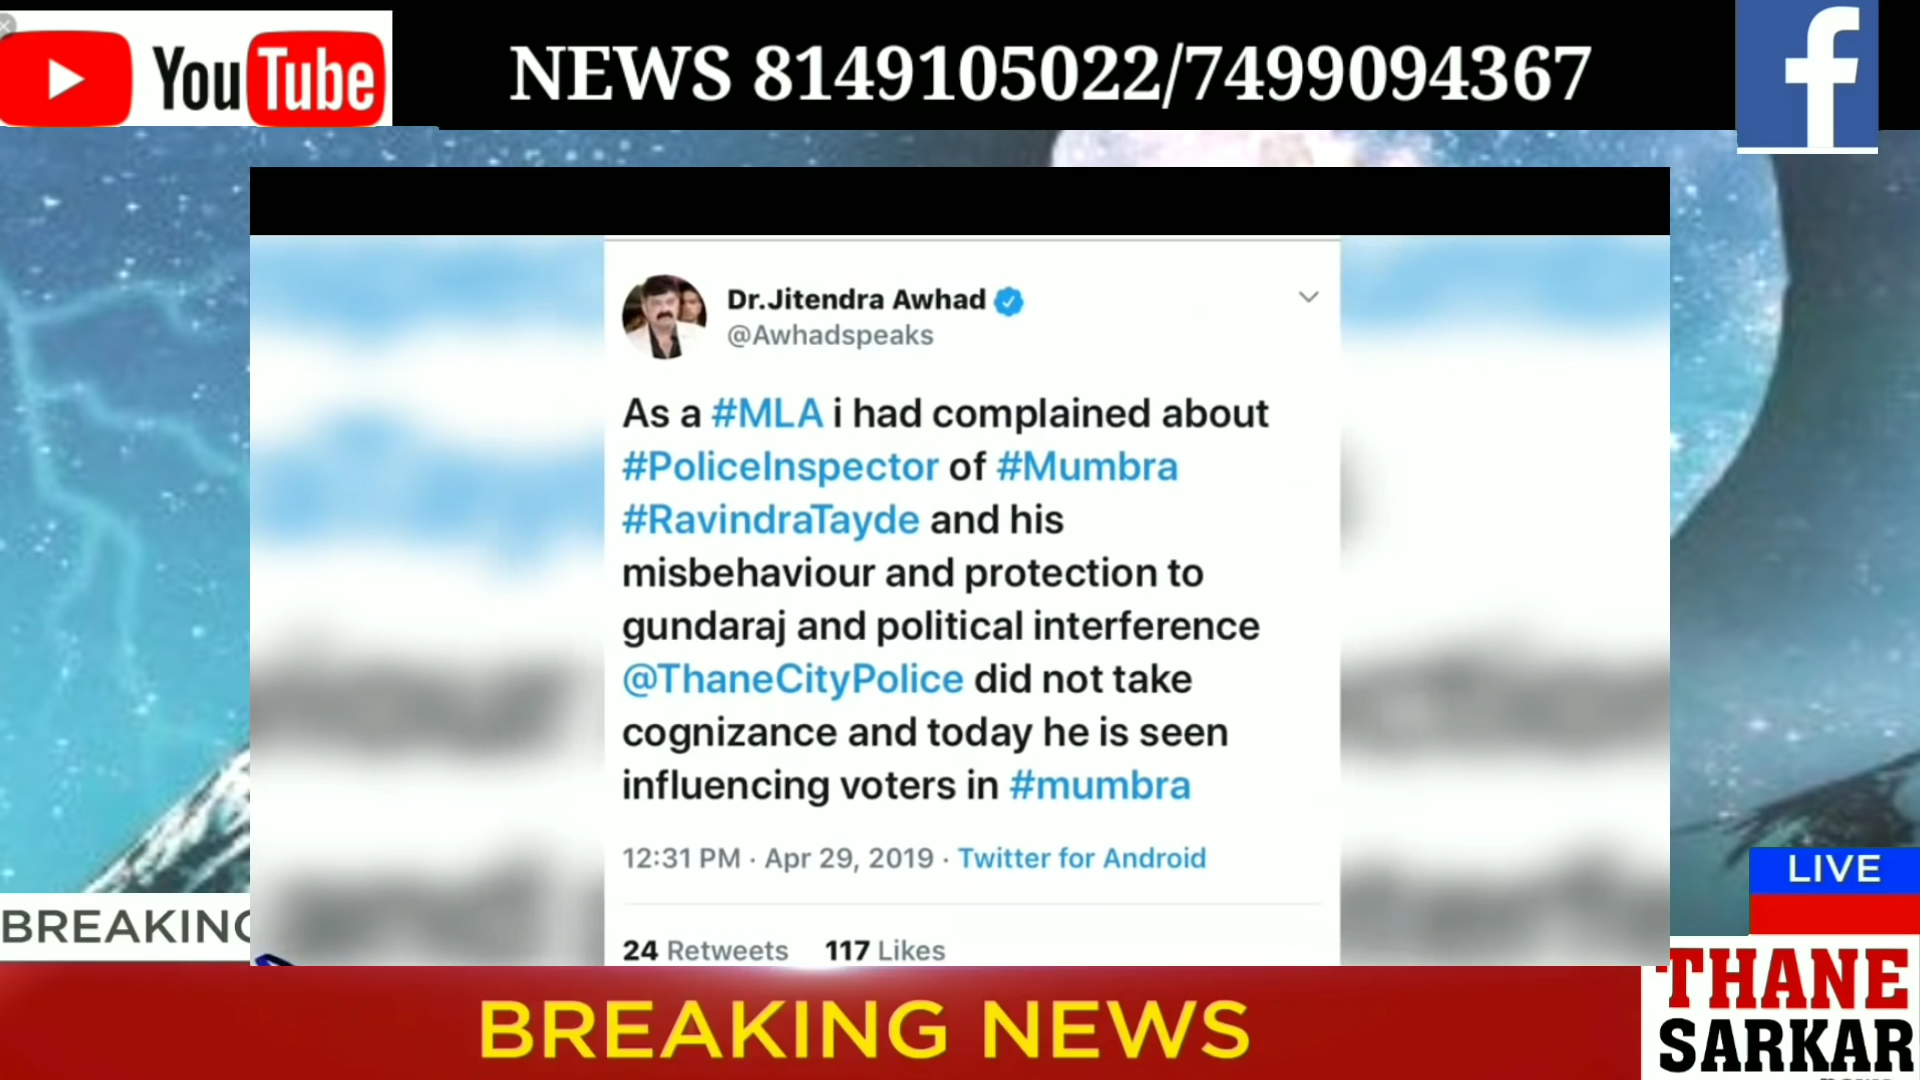 YouTube
NEWS 8149105022/7499094367
f
Dr.Jitendra Awhad
@Awhadspeaks
As a #MLA i had complained about
#PoliceInspector of #Mumbra
#RavindraTayde and his
misbehaviour and protection to
gundaraj and political interference
@ThaneCityPolice did not take
cognizance and today he is seen
influencing voters in #mumbra
12:31 PM · Apr 29, 2019 · Twitter for Android
24 Retweets 117 Likes
LIVE
BREAKING
BREAKING NEWS
THANE
SARKAR